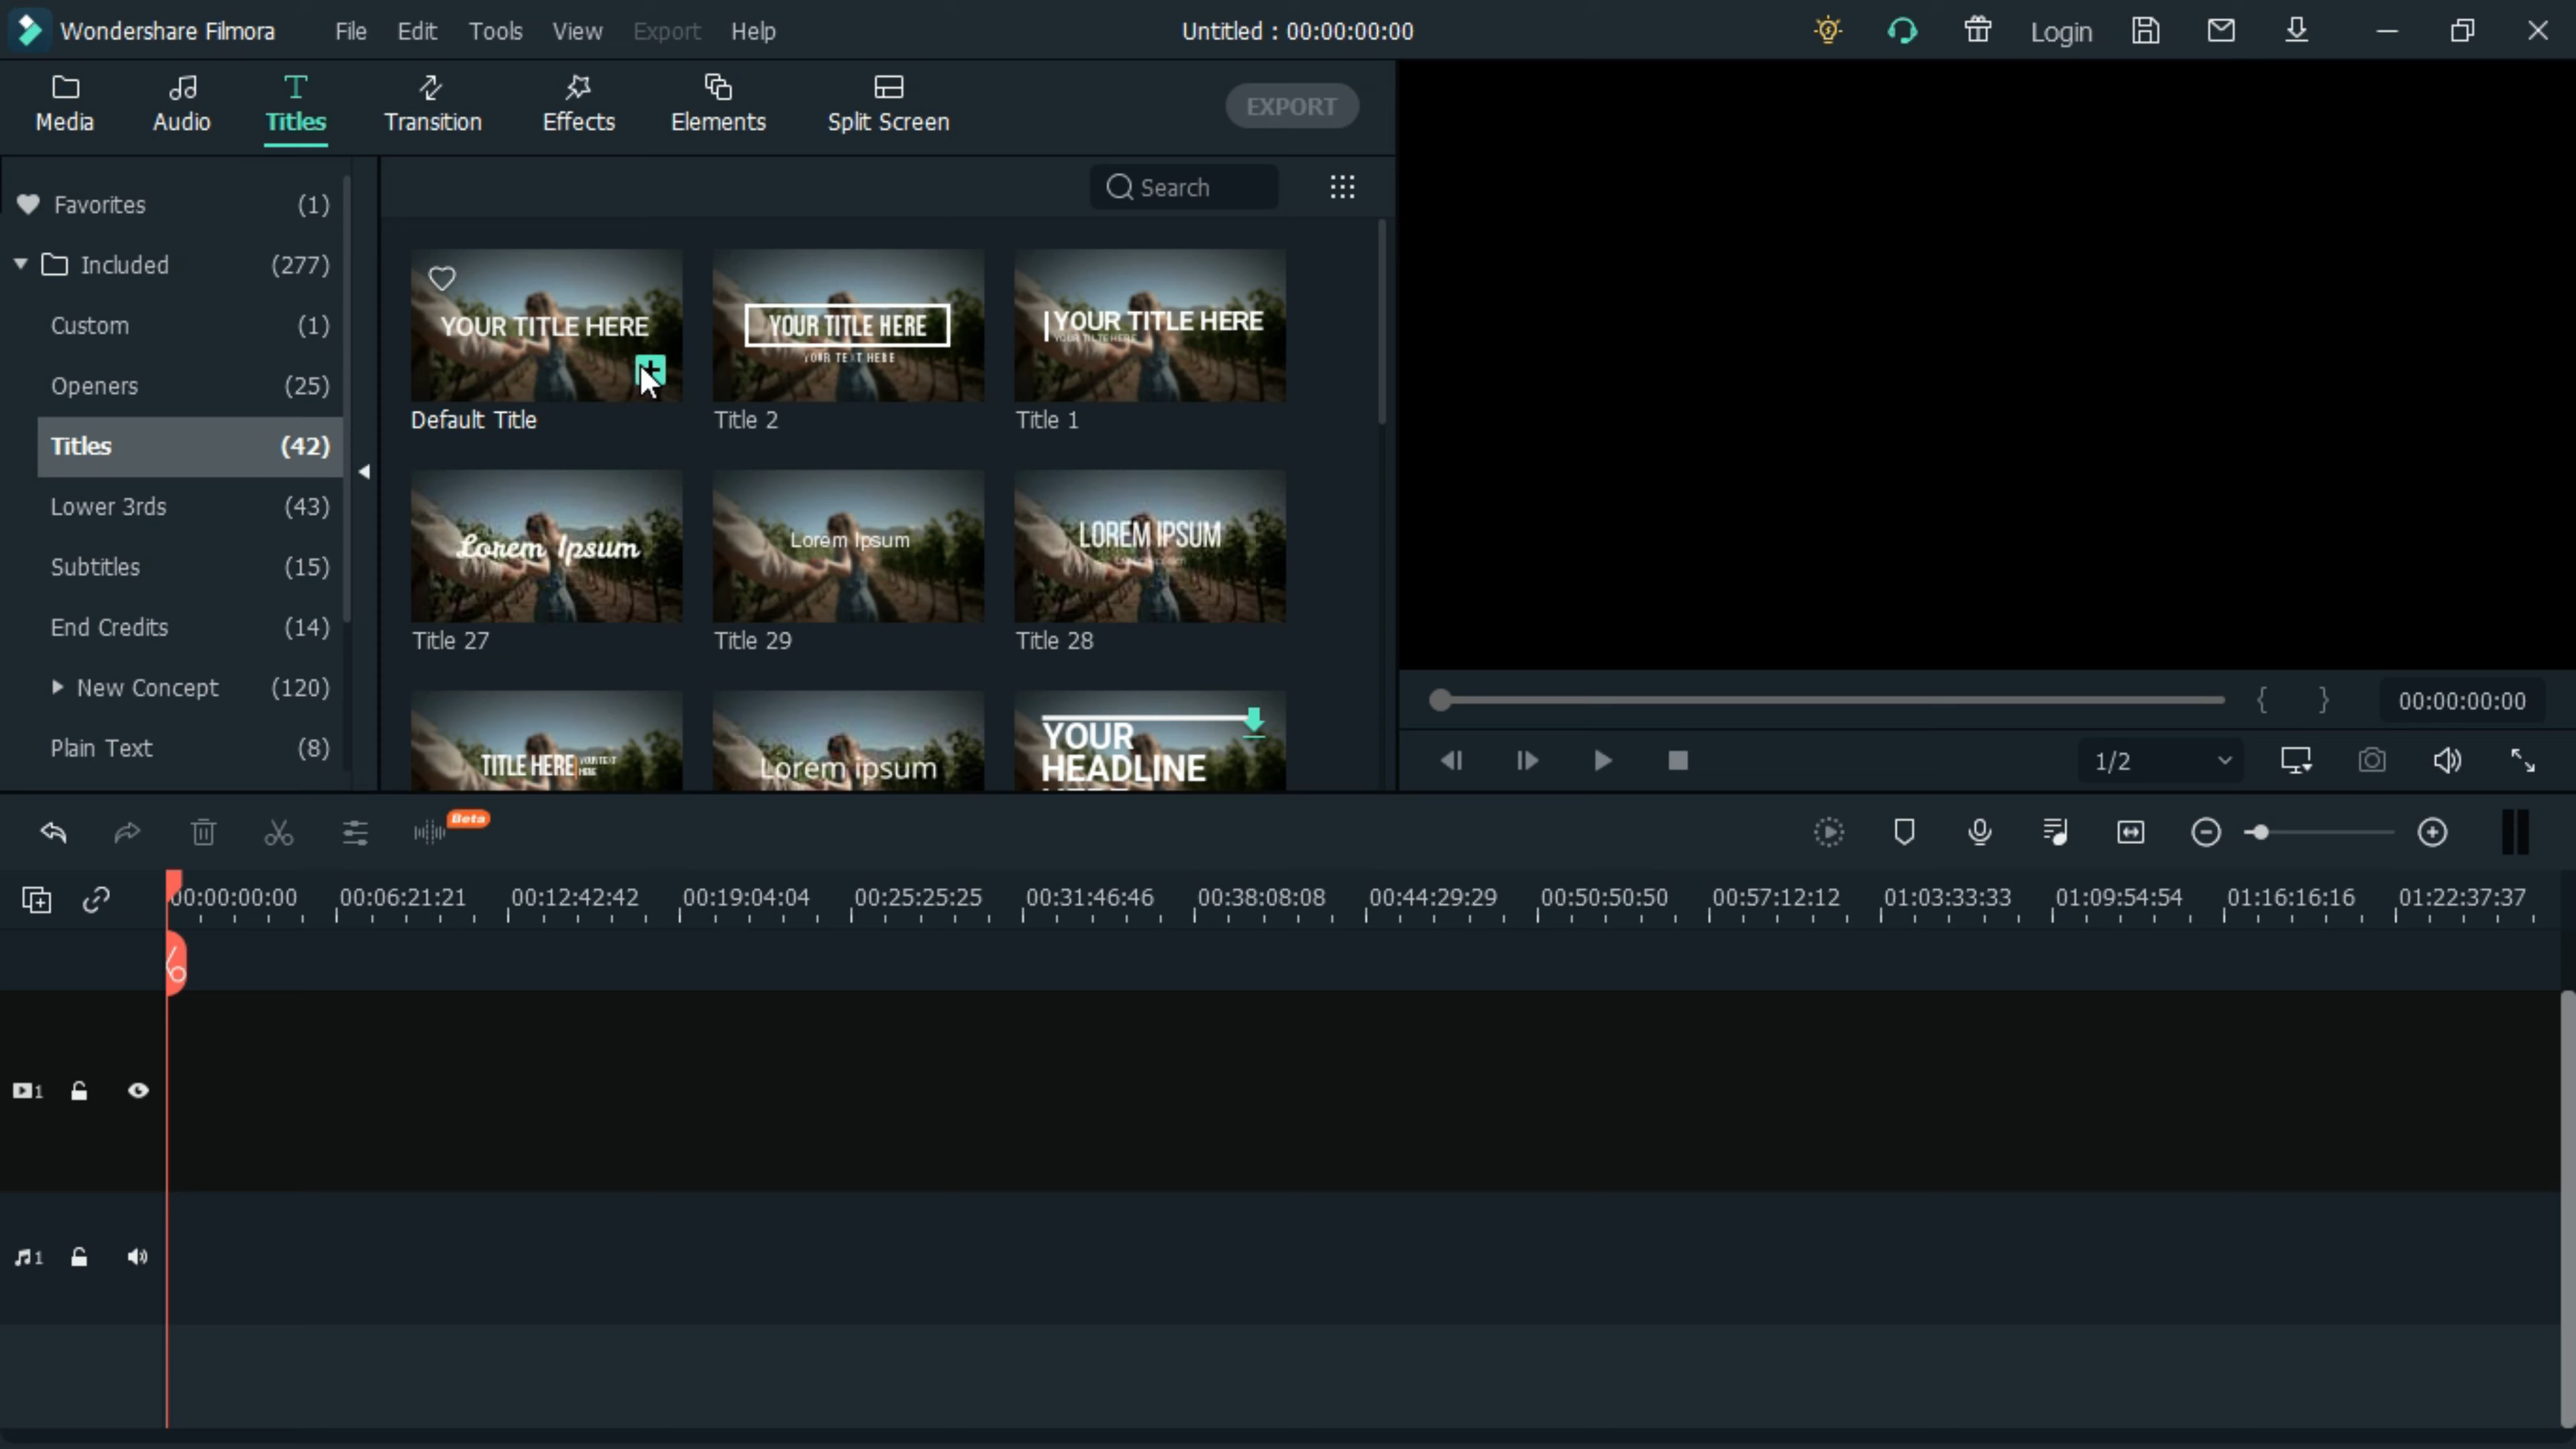 Wondershare Filmora File Edit Tools View Export Help Untitled : 00:00:00:00 Login
Media Audio Titles Transition Effects Elements Split Screen EXPORT
Search
Favorites (1)
Included (277)
Custom (1)
Openers (25)
Titles (42)
Lower 3rds (43)
Subtitles (15)
End Credits (14)
New Concept (120)
Plain Text (8)
YOUR TITLE HERE
Default Title
YOUR TITLE HERE
YOUR TEXT HERE
Title 2
YOUR TITLE HERE
Title 1
Lorem Ipsum
Title 27
Lorem Ipsum
Title 29
LOREM IPSUM
Title 28
TITLE HERE
Lorem ipsum
YOUR
HEADLINE
00:00:00:00
1/2
Beta
00:00:00:00 00:06:21:21 00:12:42:42 00:19:04:04 00:25:25:25 00:31:46:46 00:38:08:08 00:44:29:29 00:50:50:50 00:57:12:12 01:03:33:33 01:09:54:54 01:16:16:16 01:22:37:37
1
1